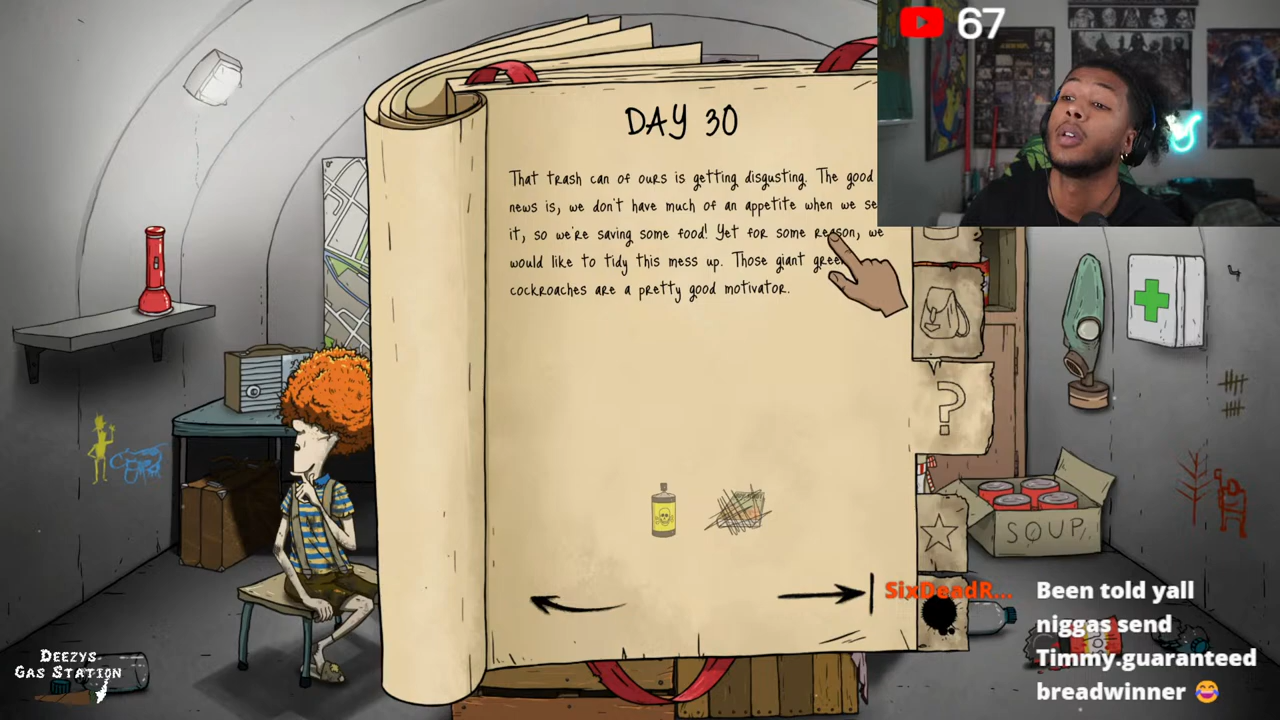 67
DAY 30
That trash can of ours is getting disgusting. The good
news is, we don't have much of an appetite when we se
it, so we're saving some food! Yet for some reason, we
would like to tidy this mess up. Those giant gree
cockroaches are a pretty good motivator.
?
SOUP
SixDeadR... Been told yall
niggas send
Timmy.guaranteed
breadwinner 😂
DEEZYS
GAS STATION